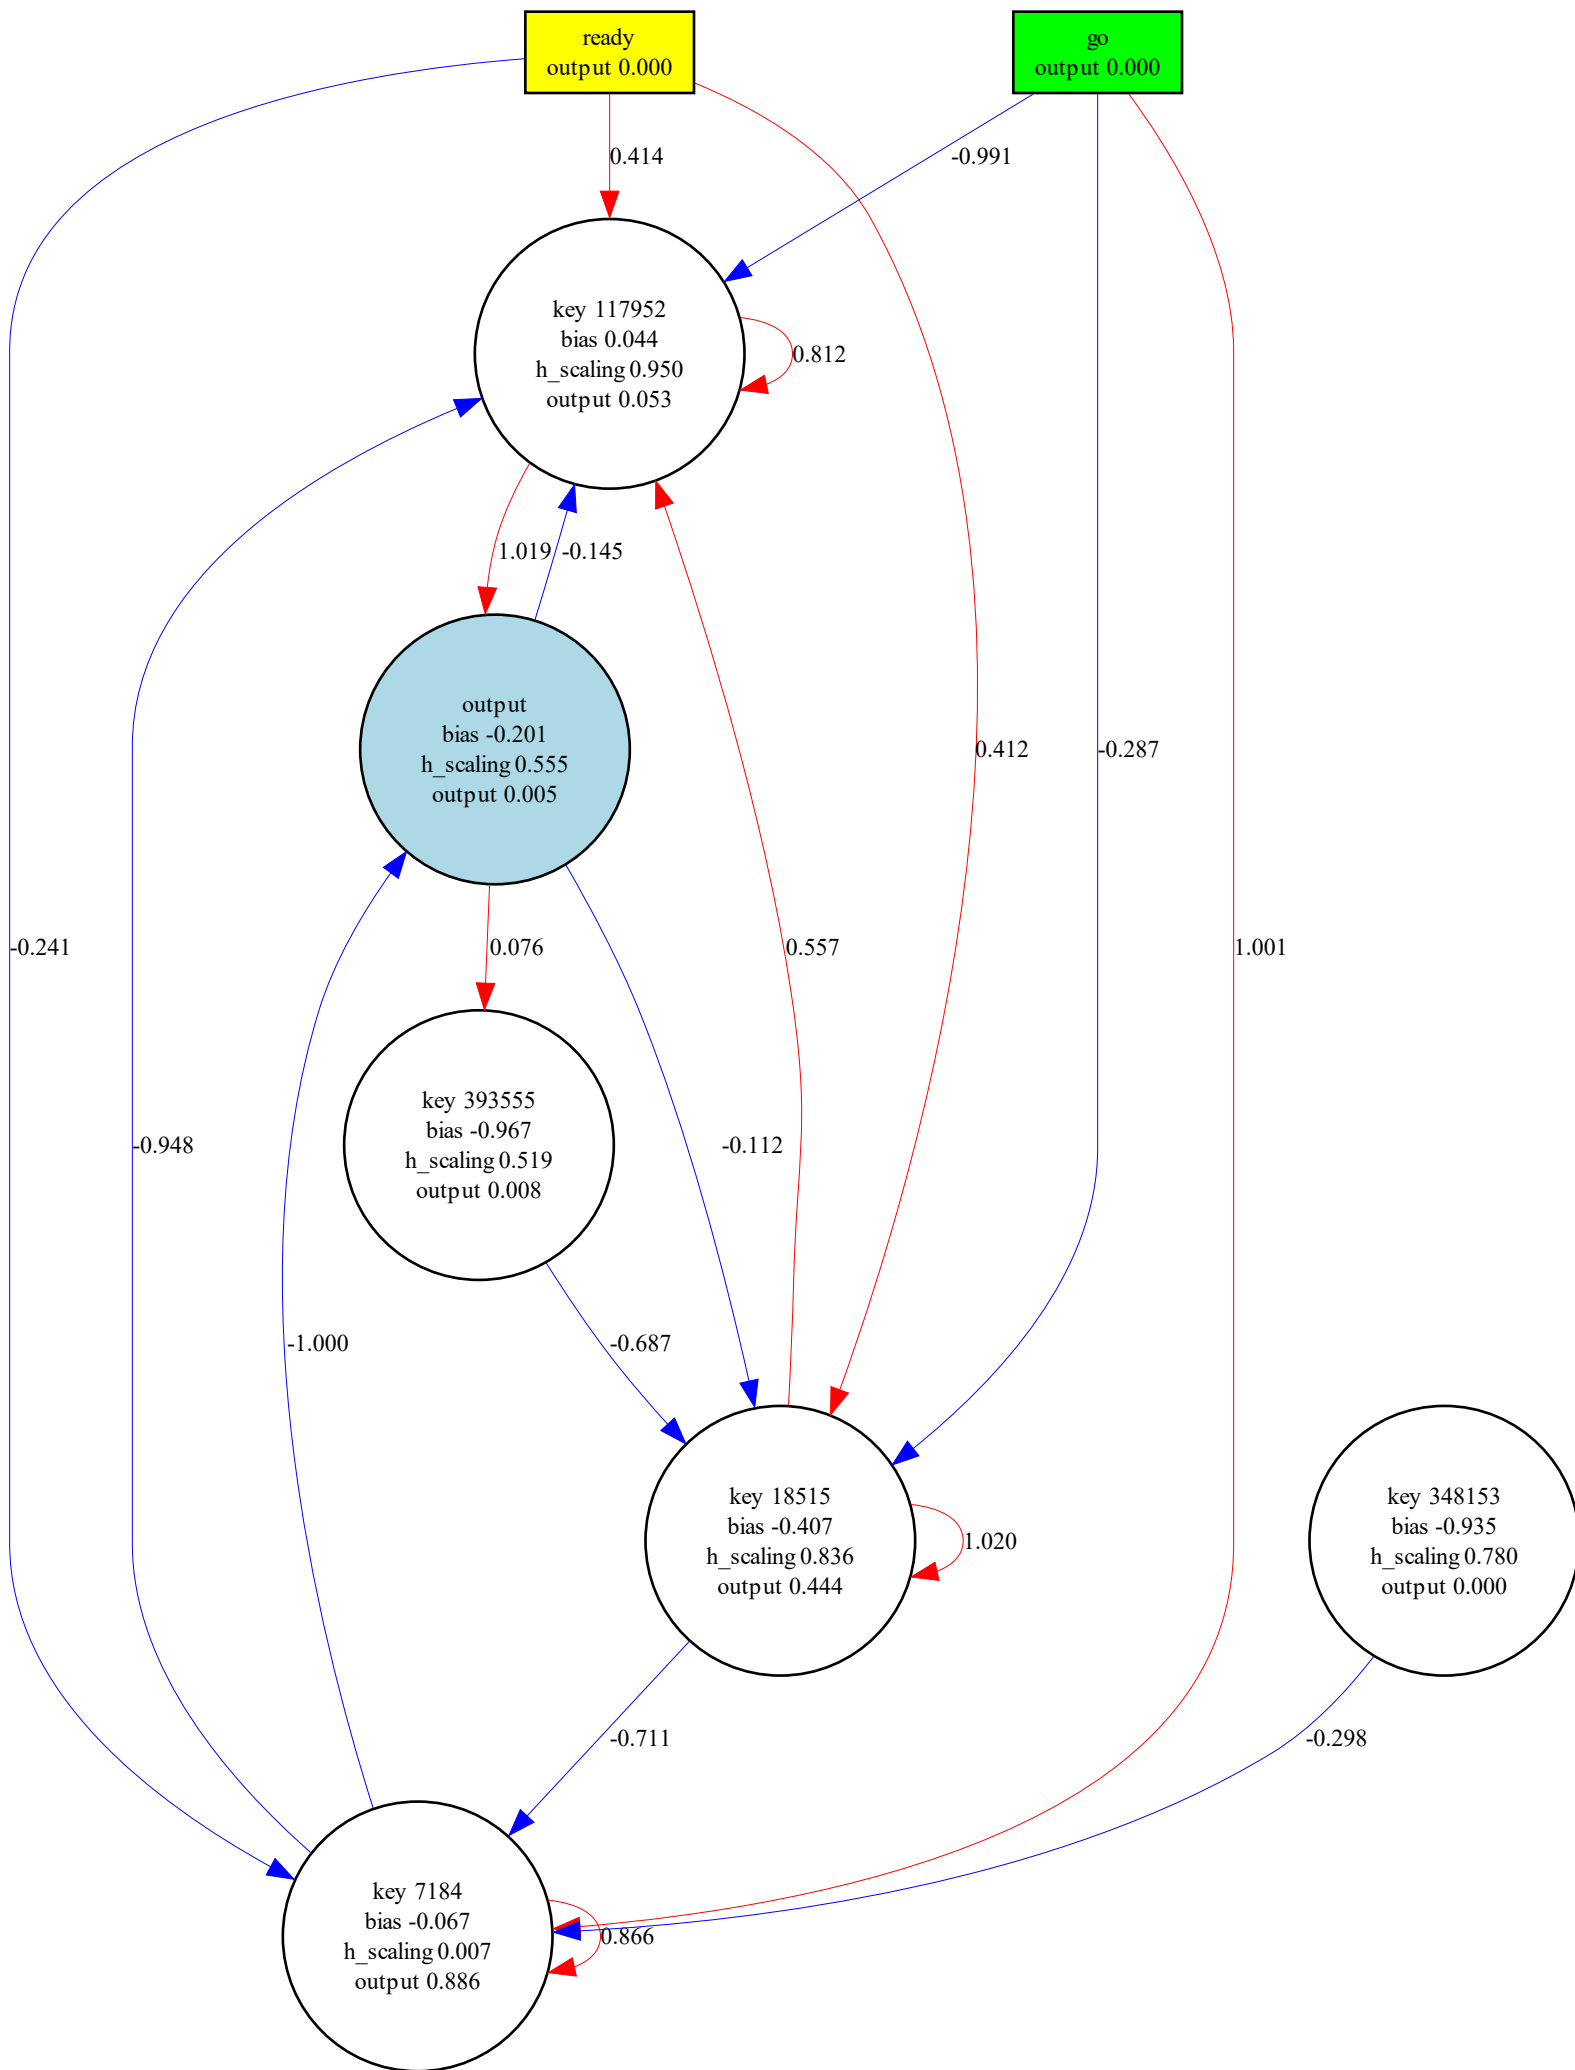 ready
output 0.000
go
output 0.000
0.414
-0.991
key 117952
bias 0.044
h_scaling 0.950
output 0.053
0.812
1.019
-0.145
output
bias -0.201
h_scaling 0.555
output 0.005
0.412
-0.287
-0.241
0.076
0.557
1.001
key 393555
bias -0.967
h_scaling 0.519
output 0.008
-0.948
-0.112
-1.000
-0.687
key 18515
bias -0.407
h_scaling 0.836
output 0.444
1.020
key 348153
bias -0.935
h_scaling 0.780
output 0.000
-0.711
-0.298
key 7184
bias -0.067
h_scaling 0.007
output 0.886
0.866